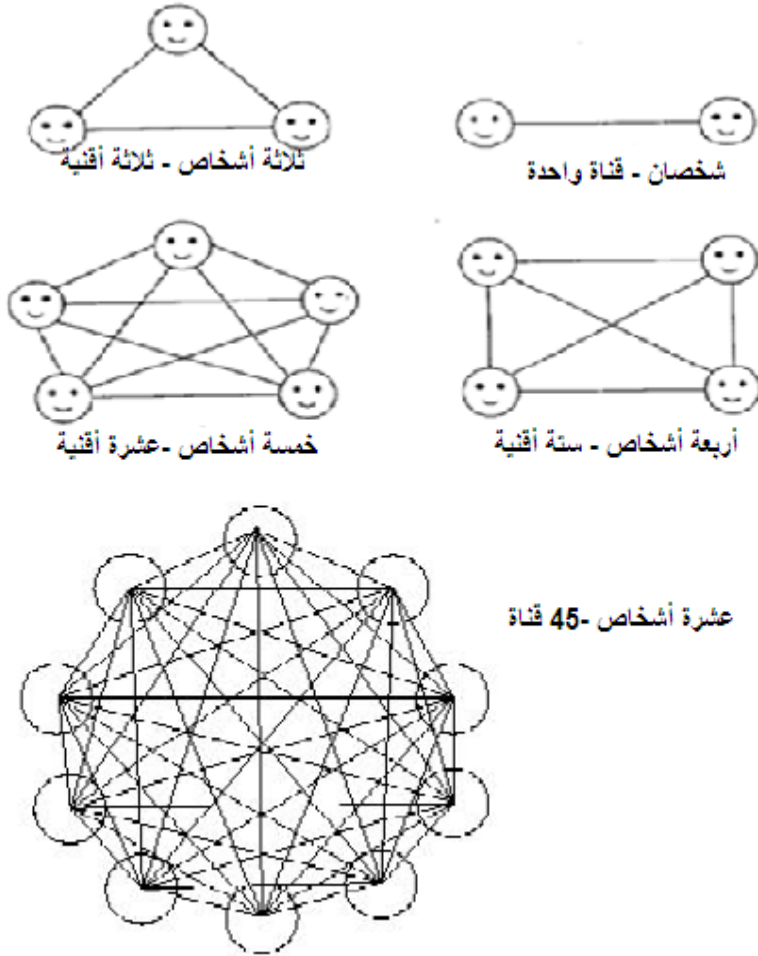 شخصان - قناة واحدة
ثلاثة أشخاص - ثلاثة أقنية
أربعة أشخاص - ستة أقنية
خمسة أشخاص -عشرة أقنية
عشرة أشخاص -45 قناة